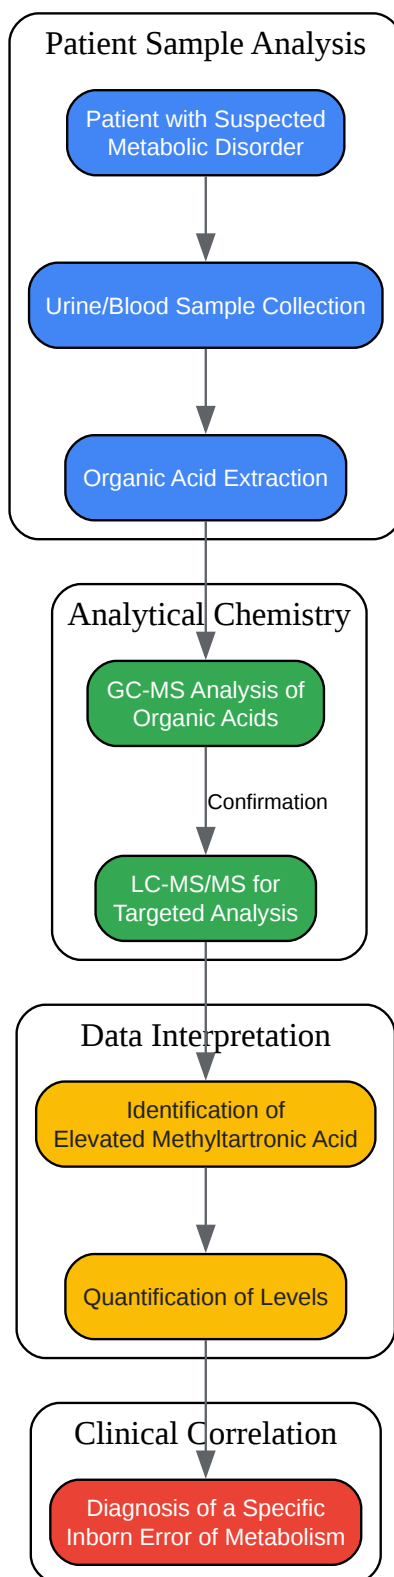 Patient Sample Analysis
Patient with Suspected
Metabolic Disorder
Urine/Blood Sample Collection
Organic Acid Extraction
Analytical Chemistry
GC-MS Analysis of
Organic Acids
Confirmation
LC-MS/MS for
Targeted Analysis
Data Interpretation
Identification of
Elevated Methyltartronic Acid
Quantification of Levels
Clinical Correlation
Diagnosis of a Specific
Inborn Error of Metabolism